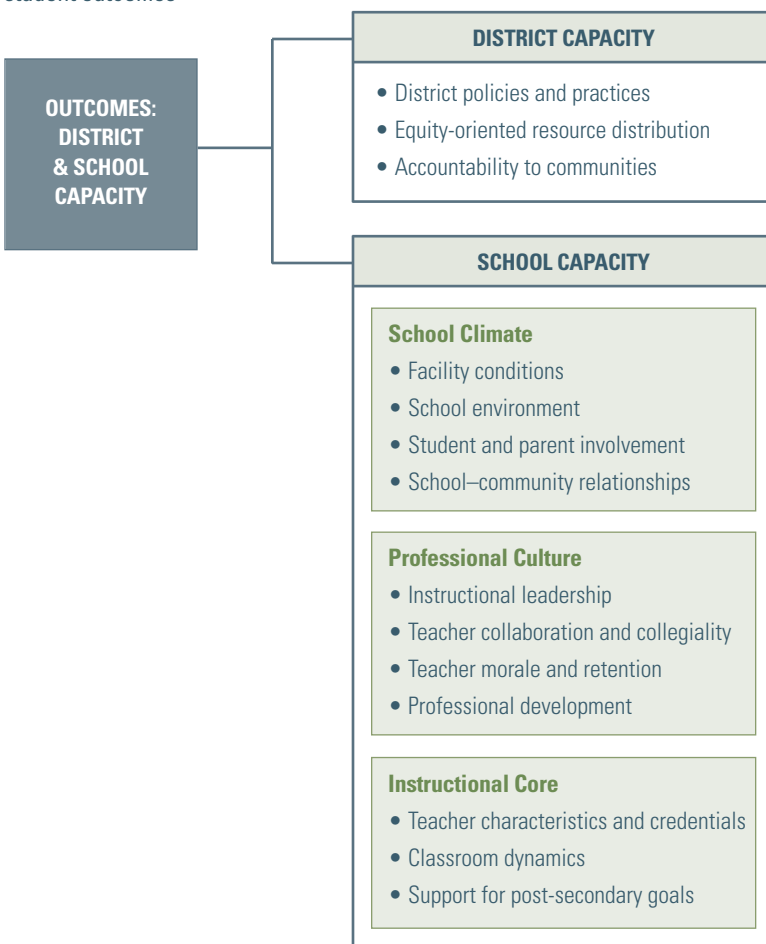 student outcomes
OUTCOMES:
DISTRICT
& SCHOOL
CAPACITY
DISTRICT CAPACITY
• District policies and practices
• Equity-oriented resource distribution
• Accountability to communities
SCHOOL CAPACITY
School Climate
• Facility conditions
• School environment
• Student and parent involvement
• School–community relationships
Professional Culture
• Instructional leadership
• Teacher collaboration and collegiality
• Teacher morale and retention
• Professional development
Instructional Core
• Teacher characteristics and credentials
• Classroom dynamics
• Support for post-secondary goals